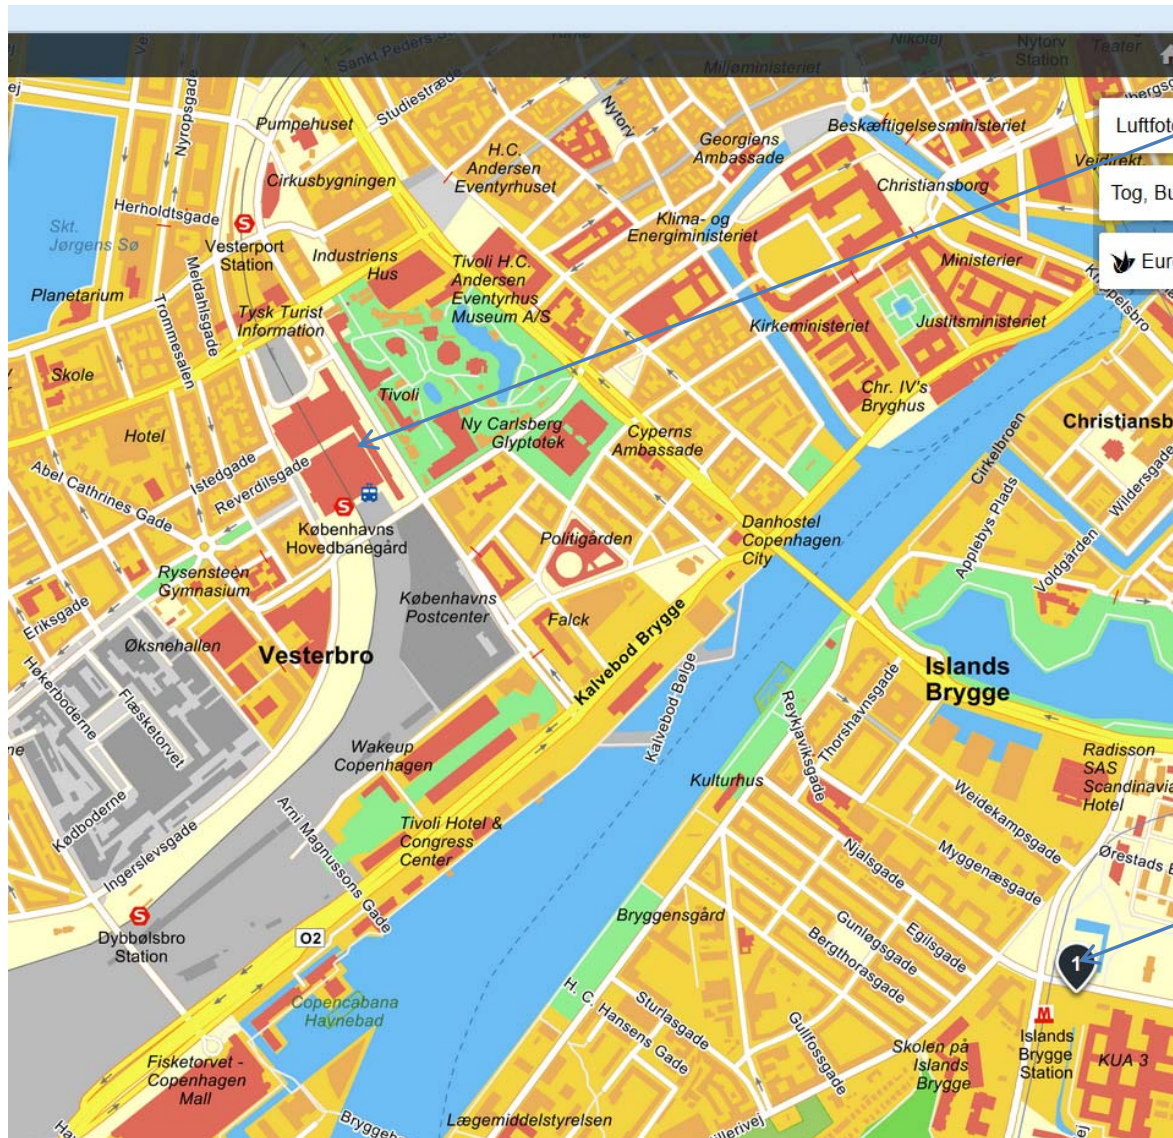 Sankt Peders S
Nikolaj
Nytorv
Station
Teater
Miljøministeriet
Studiestræde
Nyropsgade
Pumpehuset
Nytorv
Georgiens
Ambassade
Beskæftigelsesministeriet
Luftfot
H.C.
Andersen
Eventyrhuset
Cirkusbygningen
Christiansborg
Vejdirekt.
Tog, Bu
Herholdtsgade
Skt.
Jørgens Sø
Vesterport
Station
Industriens
Hus
Klima- og
Energiministeriet
Ministerier
Eur
Meldahlsgade
Tivoli H.C.
Andersen
Eventyrhus
Museum A/S
Planetarium
Trommesalen
Tysk Turist
Information
Kirkeministeriet
Justitsministeriet
Skole
Tivoli
Chr. IV's
Bryghus
Hotel
Ny Carlsberg
Glyptotek
Cyperns
Ambassade
Cirkelbroen
Christiansb
Abel Cathrines Gade
Istedgade
Reverdilsgade
Wildersgade
Applebys Plads
S
Københavns
Hovedbanegård
Politigården
Danhostel
Copenhagen
City
Voldgården
Rysensteen
Gymnasium
Eriksgade
Københavns
Postcenter
Falck
Kalvebod Brygge
Øksnehallen
Vesterbro
Islands
Brygge
Høkerboderne
Flæsketorvet
Kalvebod Bølge
Reykjaviksgade
Thorshavnsgade
Wakeup
Copenhagen
Kulturhus
Radisson
SAS
Scandinavia
Hotel
Weidekampsgade
Kødboderne
Ingerslevsgade
Arni Magnussons Gade
Tivoli Hotel &
Congress
Center
Njalsgade
Myggenæsgade
Ørestads B
S
Dybbølsbro
Station
O2
Bryggensgård
Gunløgsgade
Egilsgade
Bergthorasgade
1
Copencabana
Havnebad
H. C. Hansens Gade
Sturlasgade
Gullfossgade
M
Islands
Brygge
Station
Skolen på
Islands
Brygge
KUA 3
Fisketorvet -
Copenhagen
Mall
Lægemiddelstyrelsen